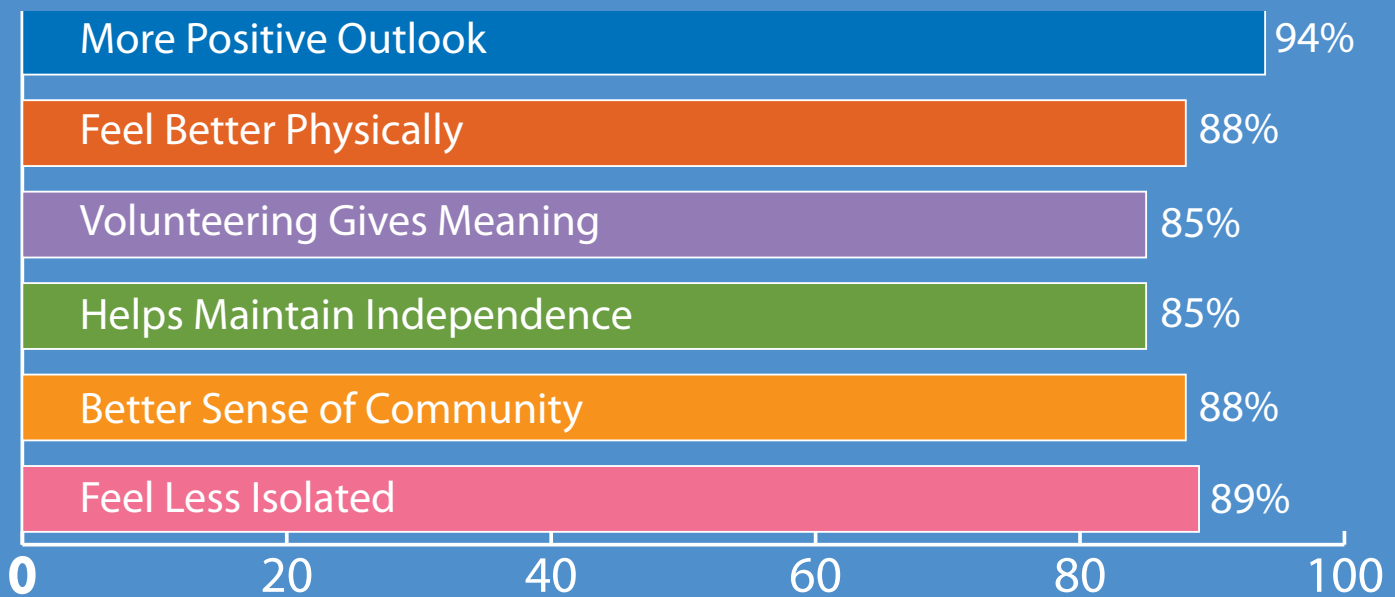 More Positive Outlook 94%
Feel Better Physically 88%
Volunteering Gives Meaning 85%
Helps Maintain Independence 85%
Better Sense of Community 88%
Feel Less Isolated 89%
0 20 40 60 80 100